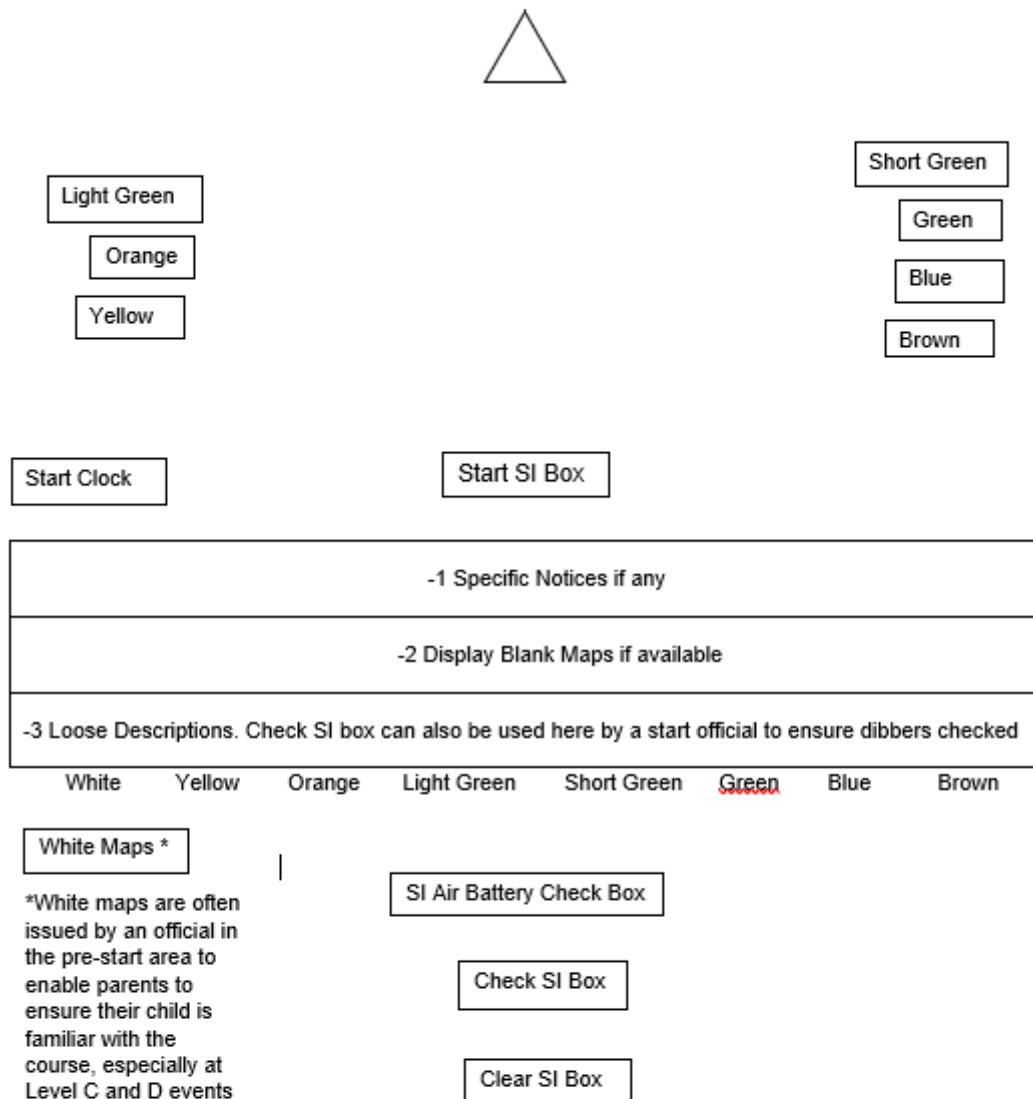 Short Green
Light Green
Green
Orange
Blue
Yellow
Brown
Start Clock
Start SI Box
-1 Specific Notices if any
-2 Display Blank Maps if available
-3 Loose Descriptions. Check SI box can also be used here by a start official to ensure dibbers checked
White Yellow Orange Light Green Short Green Green Blue Brown
White Maps *
SI Air Battery Check Box
*White maps are often
issued by an official in
the pre-start area to
enable parents to
ensure their child is
familiar with the
course, especially at
Level C and D events
Check SI Box
Clear SI Box